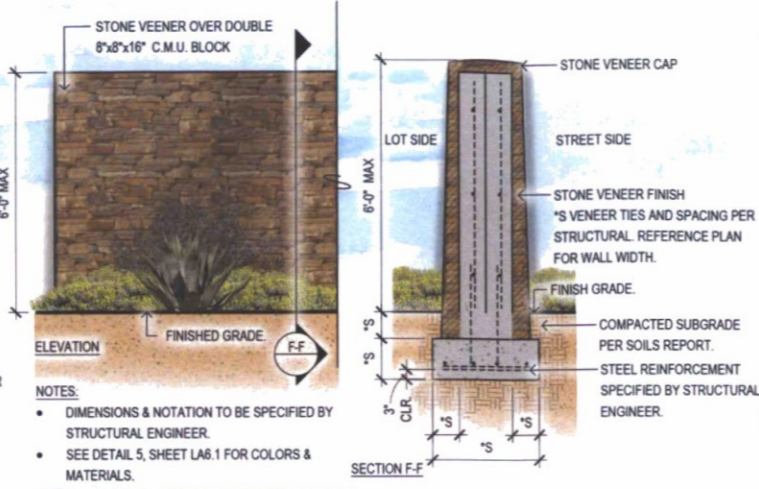 STONE VEENER OVER DOUBLE
8"x8"x16" C.M.U. BLOCK
6'-0" MAX
FINISHED GRADE.
ELEVATION
F-F
NOTES:
• DIMENSIONS & NOTATION TO BE SPECIFIED BY
STRUCTURAL ENGINEER.
• SEE DETAIL 5, SHEET LA6.1 FOR COLORS &
MATERIALS.
STONE VENEER CAP
LOT SIDE
STREET SIDE
6'-0" MAX
STONE VENEER FINISH
*S VENEER TIES AND SPACING PER
STRUCTURAL. REFERENCE PLAN
FOR WALL WIDTH.
FINISH GRADE.
*S
COMPACTED SUBGRADE
PER SOILS REPORT.
*S
STEEL REINFORCEMENT
SPECIFIED BY STRUCTURAL
ENGINEER.
3"
CLR.
*S
*S
*S
SECTION F-F